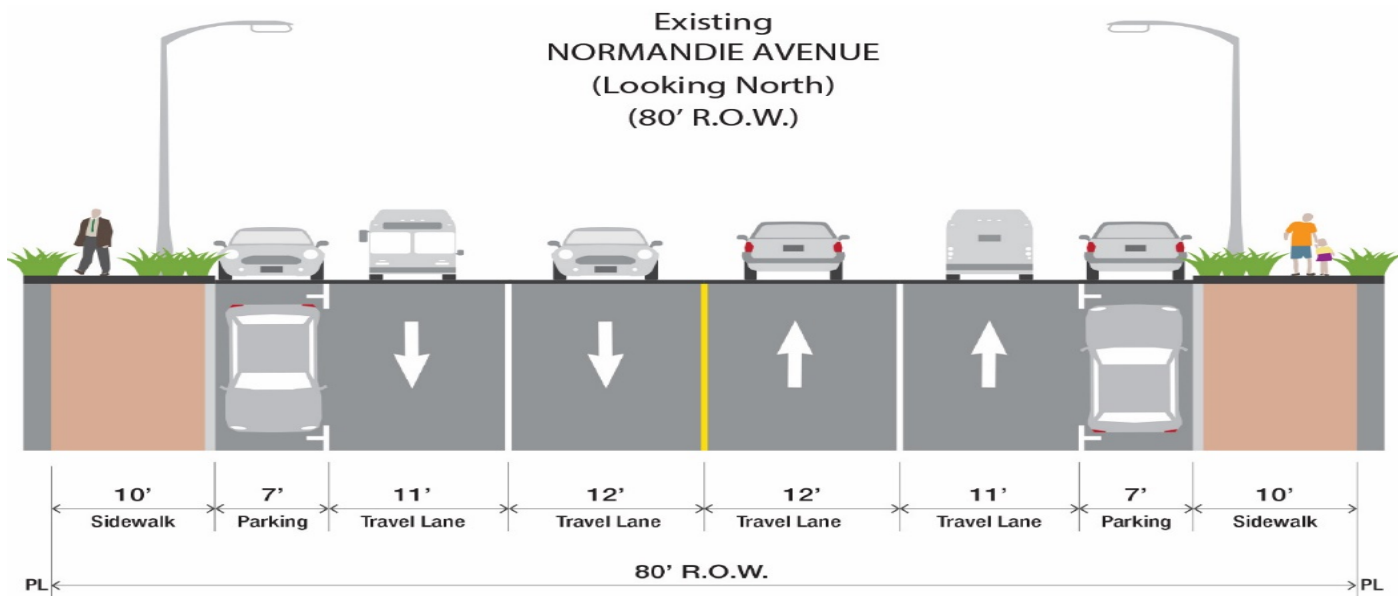 Existing
NORMANDIE AVENUE
(Looking North)
(80' R.O.W.)
10' 7' 11' 12' 12' 11' 7' 10'
Sidewalk Parking Travel Lane Travel Lane Travel Lane Travel Lane Parking Sidewalk
80' R.O.W.
PL PL